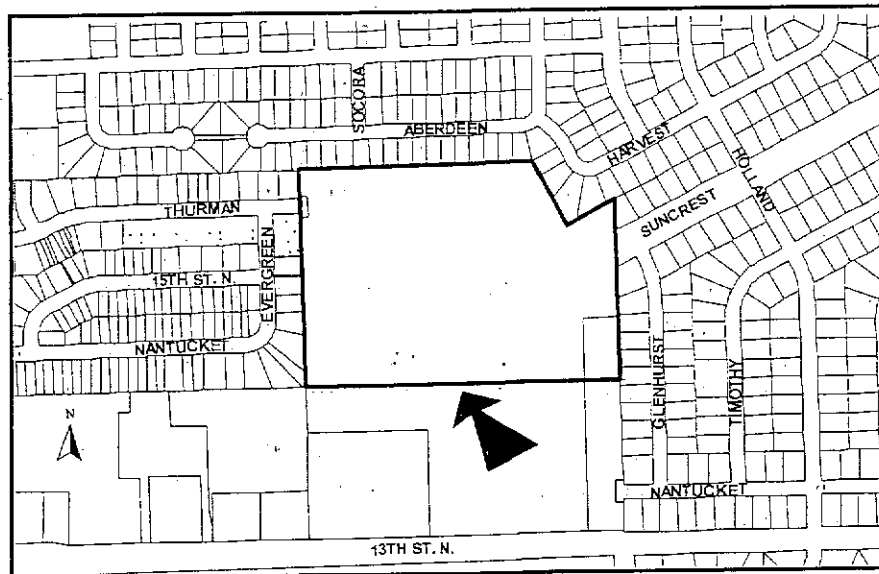 SOCORA
ABERDEEN
HARVEST
HOLLAND
THURMAN
SUNCREST
EVERGREEN
15TH ST. N.
NANTUCKET
GLENHURST
TIMOTHY
N
NANTUCKET
13TH ST. N.